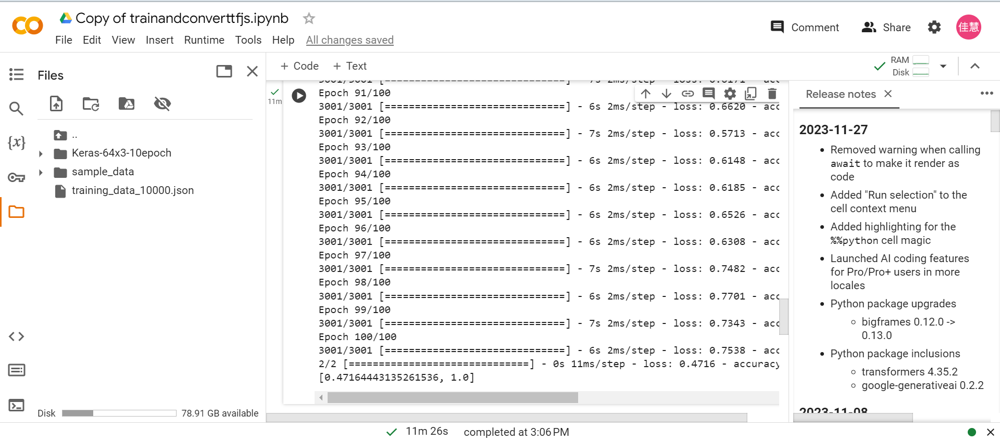 Copy of trainandconverttfjs.ipynb
File Edit View Insert Runtime Tools Help All changes saved
Comment
Share
佳慧
Files
+ Code + Text
RAM
Disk
..
Keras-64x3-10epoch
sample_data
training_data_10000.json
Disk 78.91 GB available
11m
Epoch 91/100
3001/3001 [==============================] - 6s 2ms/step - loss: 0.6620 - acc
Epoch 92/100
3001/3001 [==============================] - 7s 2ms/step - loss: 0.5713 - acc
Epoch 93/100
3001/3001 [==============================] - 6s 2ms/step - loss: 0.6148 - acc
Epoch 94/100
3001/3001 [==============================] - 6s 2ms/step - loss: 0.6185 - acc
Epoch 95/100
3001/3001 [==============================] - 6s 2ms/step - loss: 0.6526 - acc
Epoch 96/100
3001/3001 [==============================] - 6s 2ms/step - loss: 0.6308 - acc
Epoch 97/100
3001/3001 [==============================] - 7s 2ms/step - loss: 0.7482 - acc
Epoch 98/100
3001/3001 [==============================] - 6s 2ms/step - loss: 0.7701 - acc
Epoch 99/100
3001/3001 [==============================] - 7s 2ms/step - loss: 0.7343 - acc
Epoch 100/100
3001/3001 [==============================] - 6s 2ms/step - loss: 0.7538 - acc
2/2 [==============================] - 0s 11ms/step - loss: 0.4716 - accuracy
[0.47164443135261536, 1.0]
Release notes
2023-11-27
• Removed warning when calling
await to make it render as
code
• Added "Run selection" to the
cell context menu
• Added highlighting for the
%%python cell magic
• Launched AI coding features
for Pro/Pro+ users in more
locales
• Python package upgrades
◦ bigframes 0.12.0 ->
0.13.0
• Python package inclusions
◦ transformers 4.35.2
◦ google-generativeai 0.2.2
2023-11-08
11m 26s completed at 3:06 PM